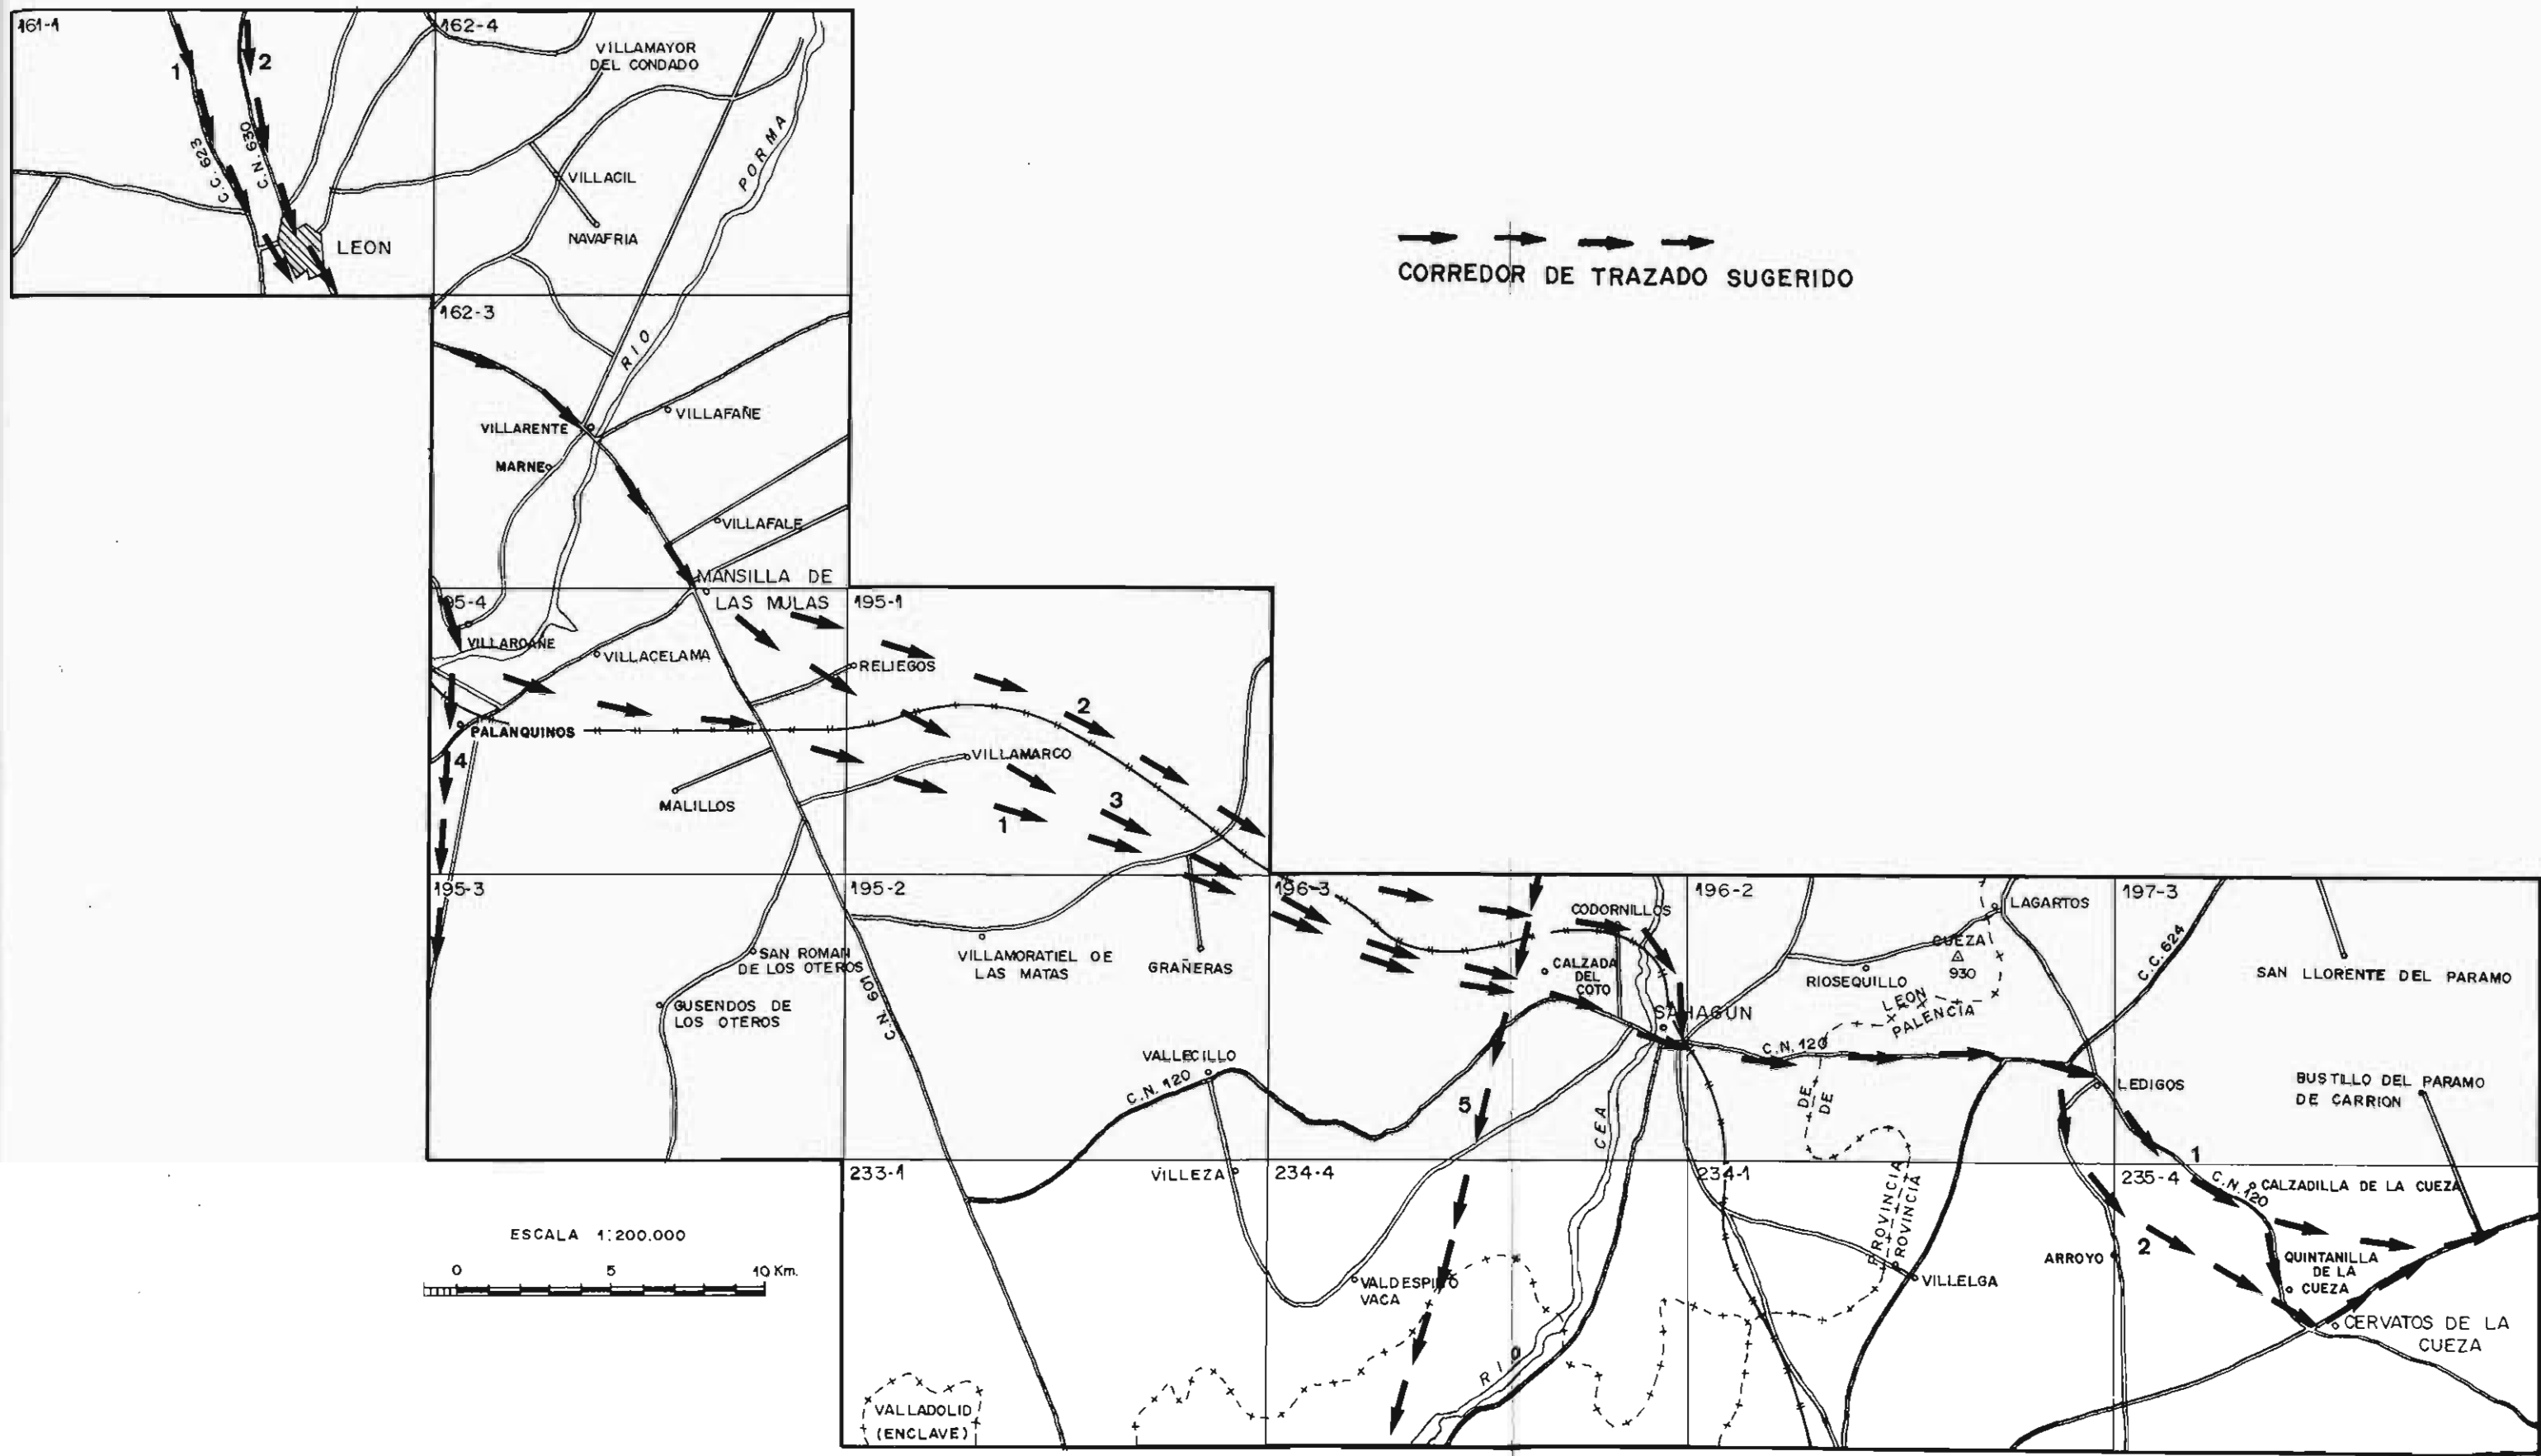 161-1
162-4
1
2
VILLAMAYOR
DEL CONDADO
C.C. 623
C.N. 630
PORMA
VILLACIL
NAVAFRIA
LEON
CORREDOR DE TRAZADO SUGERIDO
162-3
RIO
VILLAFAÑE
VILLARENTE
MARNE
VILLAFALE
MANSILLA DE
LAS MULAS
95-4
195-1
VILLAROAÑE
VILLACELAMA
RELIEGOS
2
PALANQUINOS
4
VILLAMARCO
MALILLOS
3
1
195-3
195-2
196-3
196-2
197-3
CODORNILLOS
LAGARTOS
CUEZA
930
SAN ROMAN
DE LOS OTEROS
VILLAMORATIEL DE
LAS MATAS
GRAÑERAS
CALZADA
DEL
COTO
RIOSEQUILLO
C.C. 624
SAN LLORENTE DEL PARAMO
LEON
PALENCIA
GUSENDOS DE
LOS OTEROS
C.N. 601
SAHAGUN
C.N. 120
VALLECILLO
C.N. 120
LEDIGOS
BUSTILLO DEL PARAMO
DE CARRION
5
CEA
DE
DE
233-1
VILLEZA
234-4
234-1
PROVINCIA
PROVINCIA
235-4
1
C.N. 120
CALZADILLA DE LA CUEZA
ESCALA 1:200.000
0 5 10 Km.
VALDESPINO
VACA
VILLELGA
ARROYO
2
QUINTANILLA
DE LA
CUEZA
CERVATOS DE LA
CUEZA
RIO
VALLADOLID
(ENCLAVE)